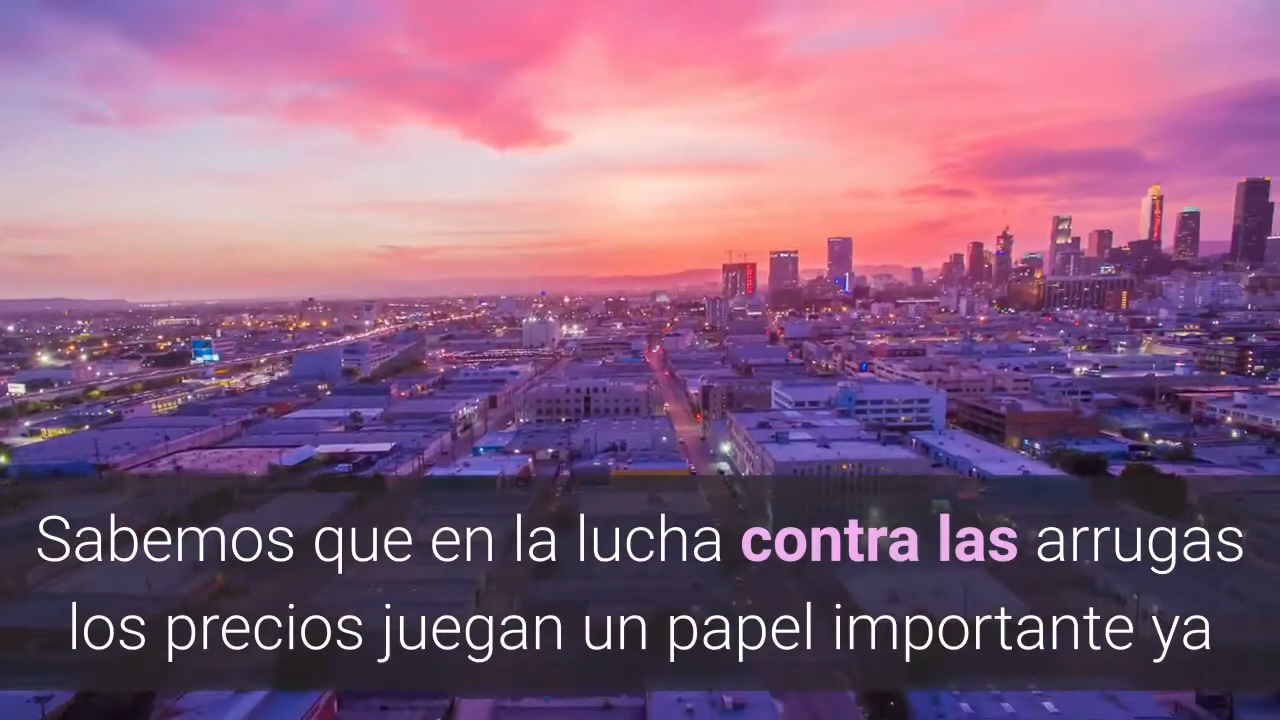 Sabemos que en la lucha contra las arrugas
los precios juegan un papel importante ya